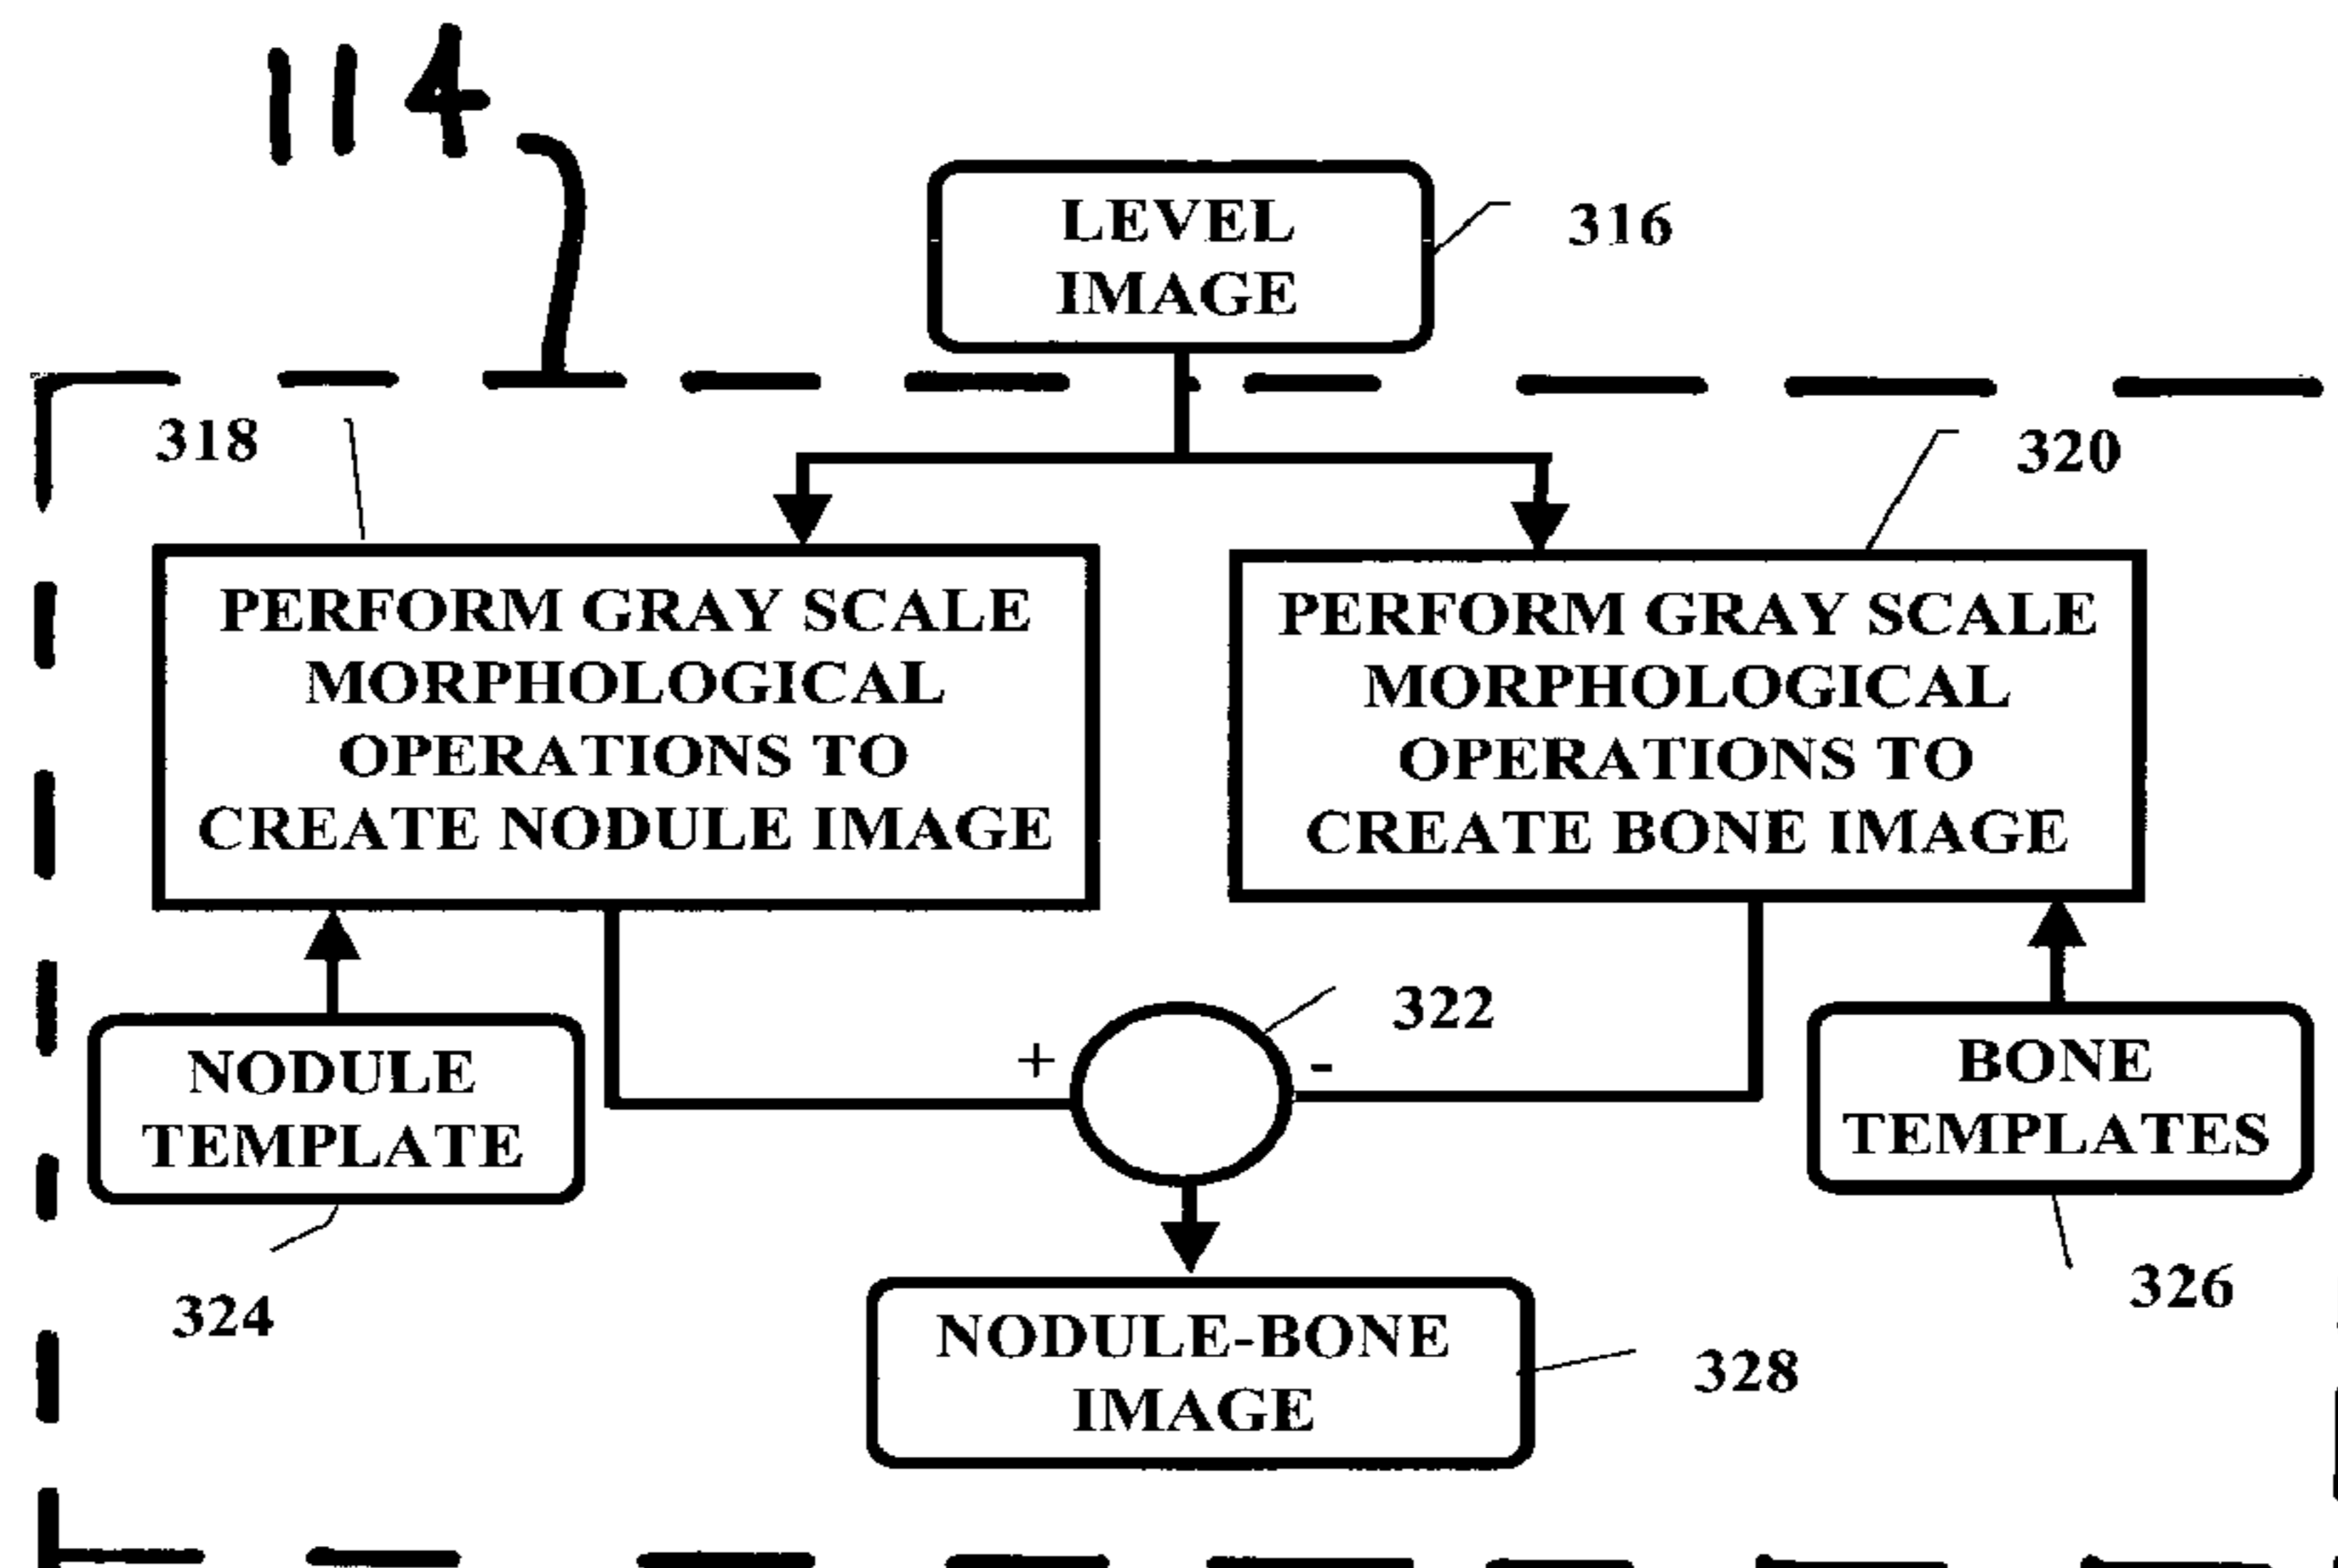 114
LEVEL
IMAGE
316
318
320
PERFORM GRAY SCALE
MORPHOLOGICAL
OPERATIONS TO
CREATE NODULE IMAGE
PERFORM GRAY SCALE
MORPHOLOGICAL
OPERATIONS TO
CREATE BONE IMAGE
322
+
-
NODULE
TEMPLATE
BONE
TEMPLATES
324
326
NODULE-BONE
IMAGE
328